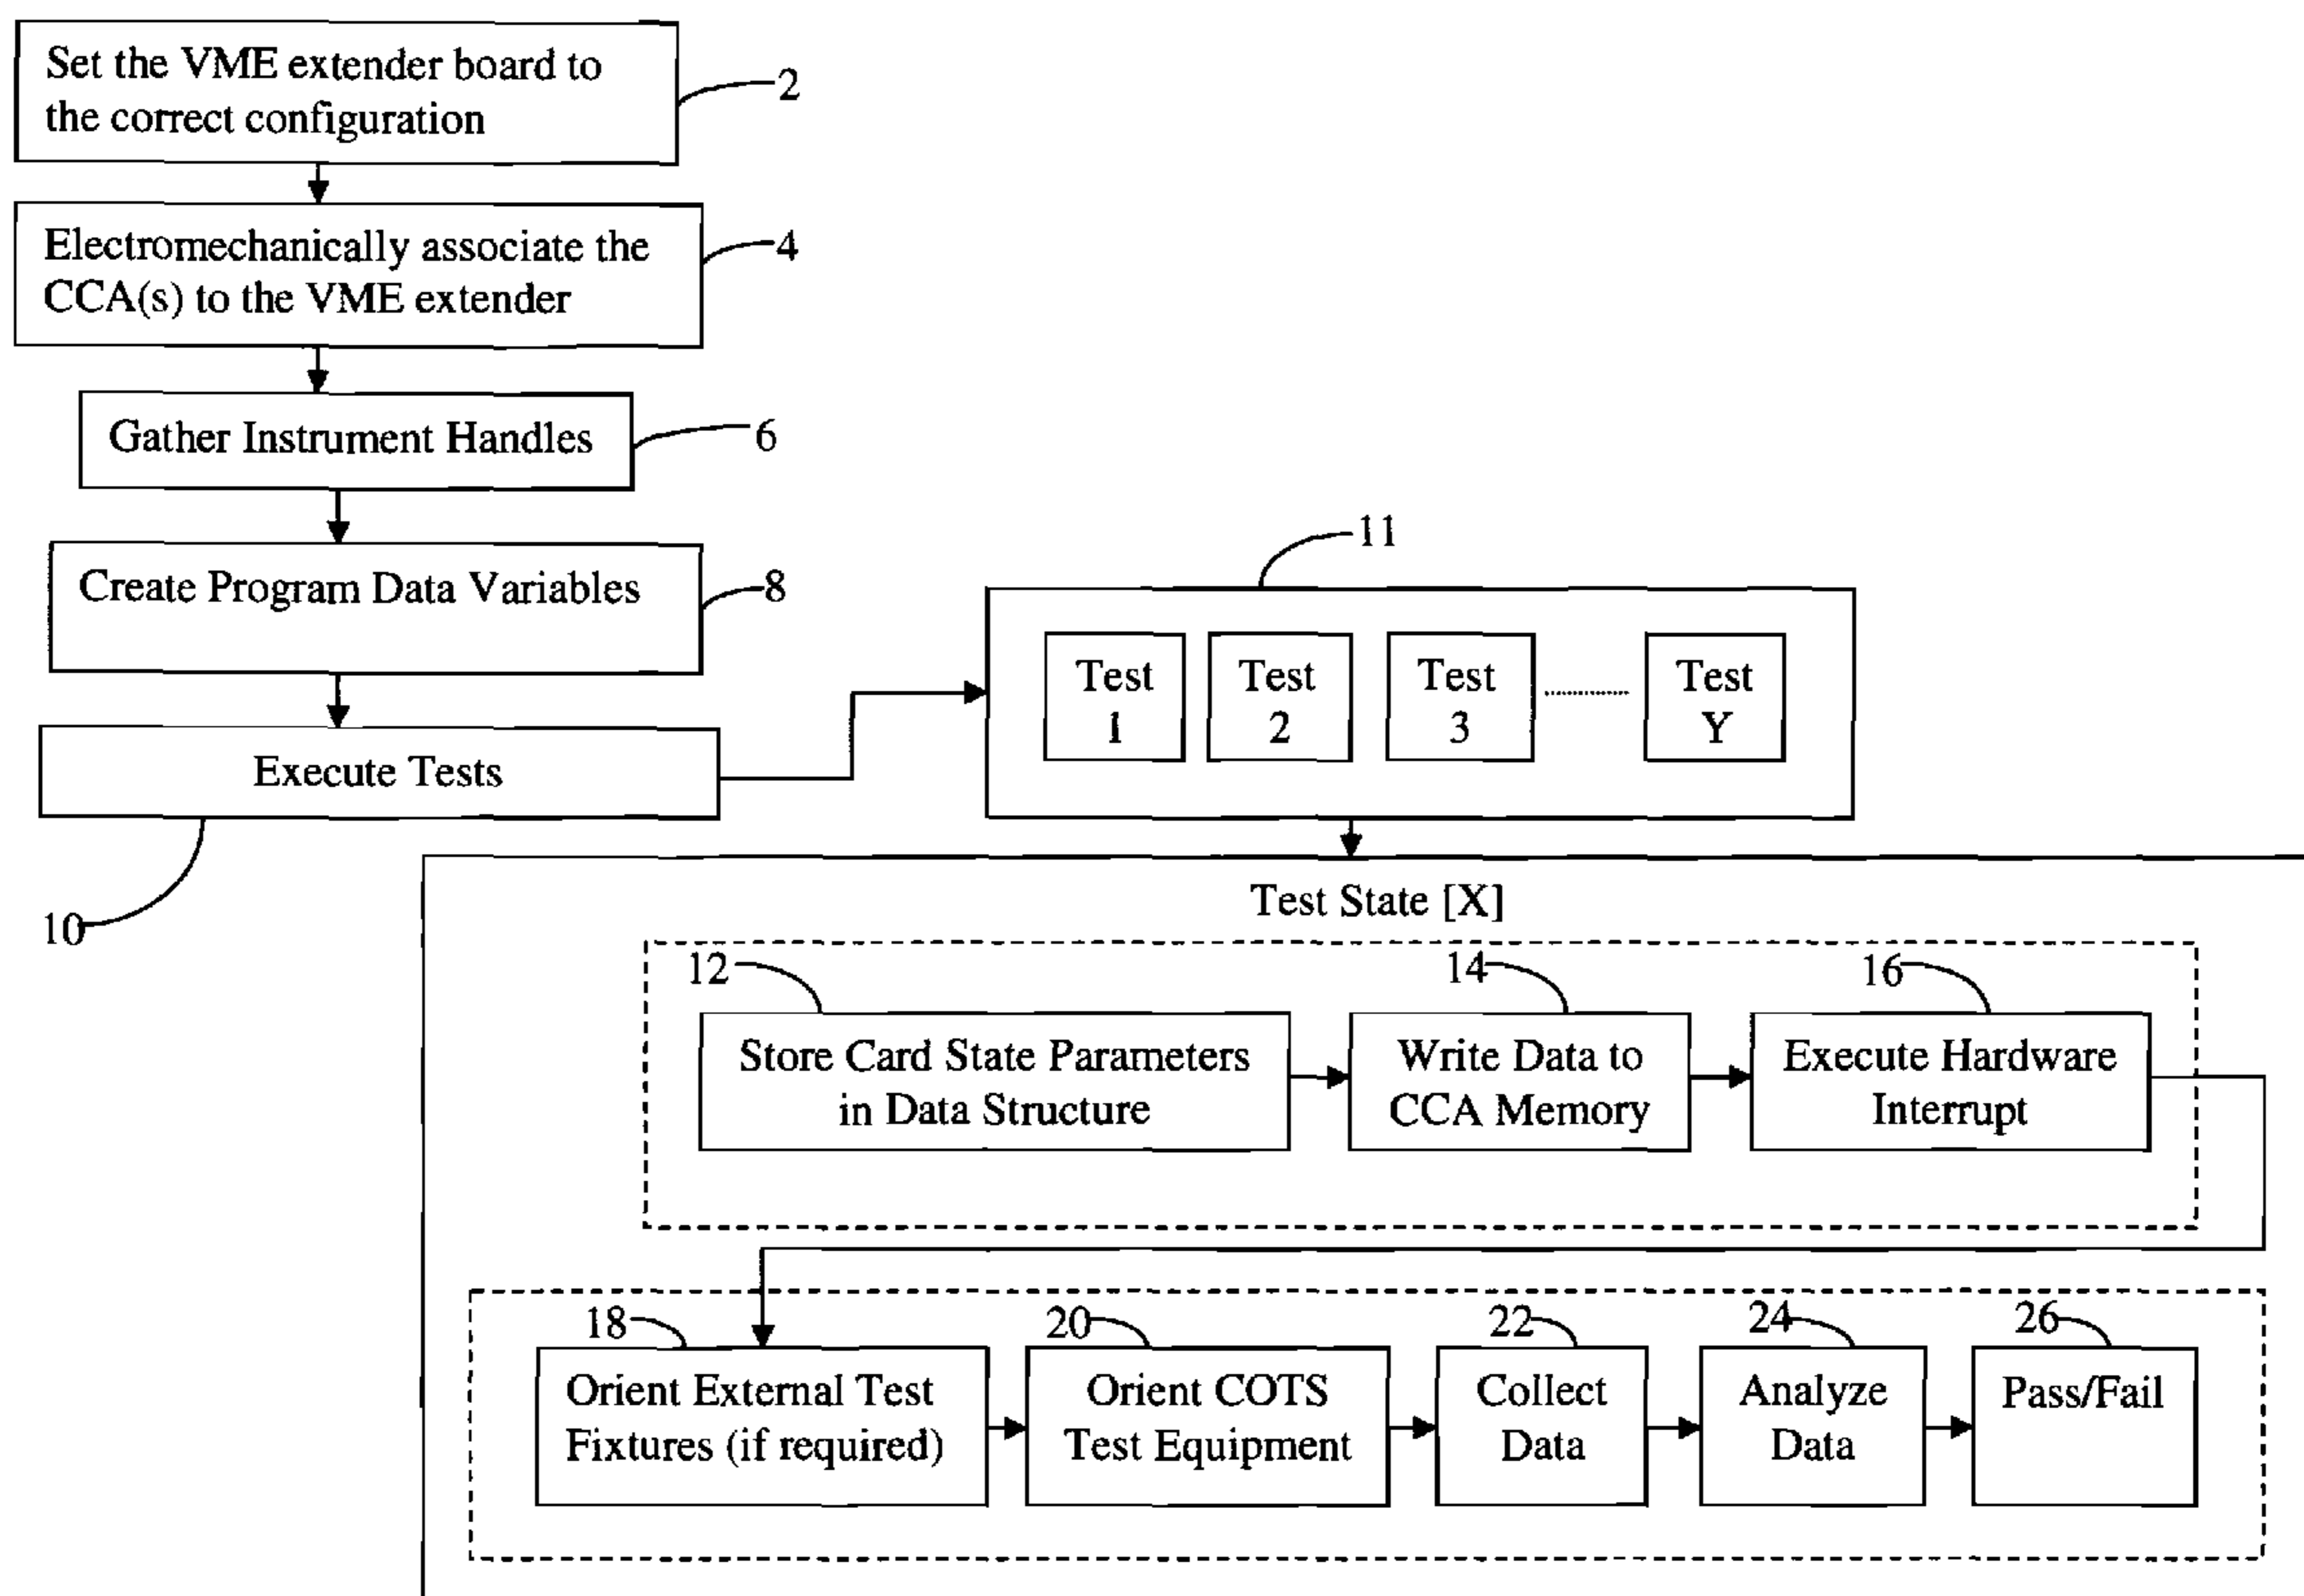 Set the VME extender board to
the correct configuration
2
Electromechanically associate the
CCA(s) to the VME extender
4
Gather Instrument Handles
6
Create Program Data Variables
8
Execute Tests
10
11
Test
1
Test
2
Test
3
Test
Y
Test State [X]
12
Store Card State Parameters
in Data Structure
14
Write Data to
CCA Memory
16
Execute Hardware
Interrupt
18
Orient External Test
Fixtures (if required)
20
Orient COTS
Test Equipment
22
Collect
Data
24
Analyze
Data
26
Pass/Fail